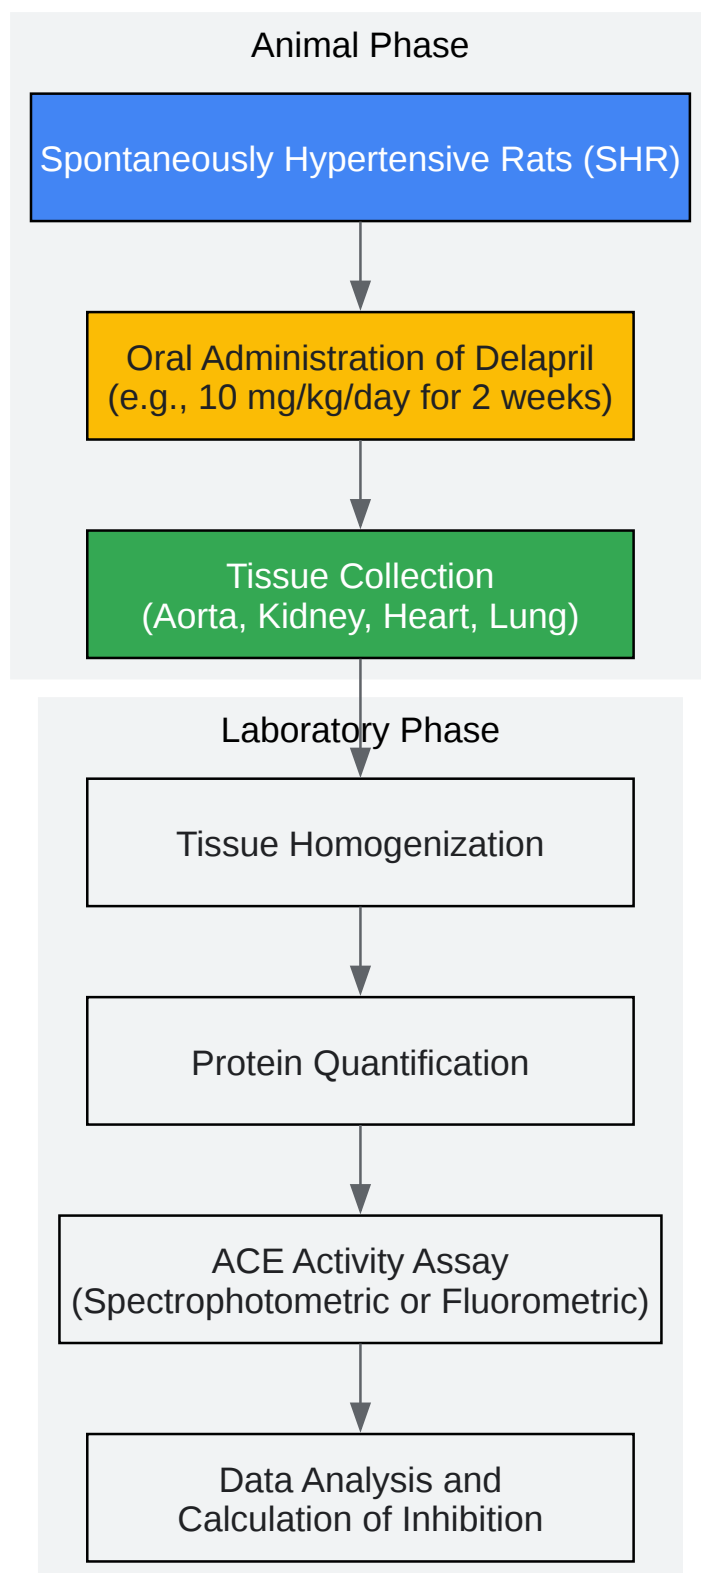 Animal Phase
Spontaneously Hypertensive Rats (SHR)
Oral Administration of Delapril
(e.g., 10 mg/kg/day for 2 weeks)
Tissue Collection
(Aorta, Kidney, Heart, Lung)
Laboratory Phase
Tissue Homogenization
Protein Quantification
ACE Activity Assay
(Spectrophotometric or Fluorometric)
Data Analysis and
Calculation of Inhibition